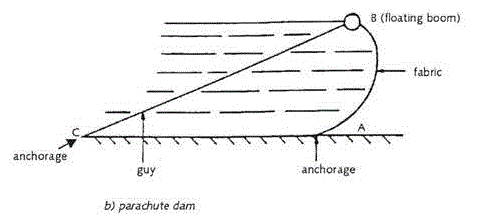 B (floating boom)
fabric
C
A
anchorage
guy
anchorage
b) parachute dam